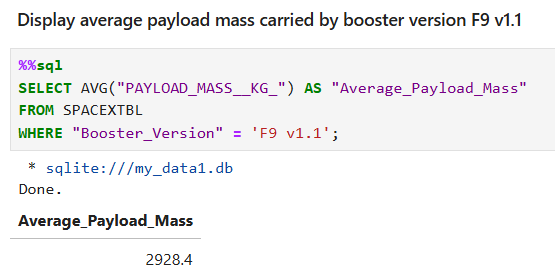 Display average payload mass carried by booster version F9 v1.1
%%sql
SELECT AVG("PAYLOAD_MASS__KG_") AS "Average_Payload_Mass"
FROM SPACEXTBL
WHERE "Booster_Version" = 'F9 v1.1';
* sqlite:///my_data1.db
Done.
Average_Payload_Mass
2928.4